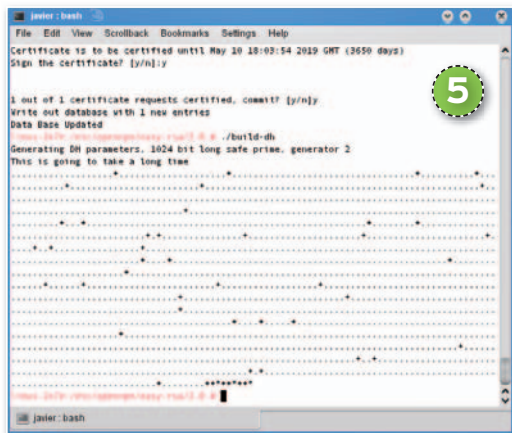 javier : bash
File Edit View Scrollback Bookmarks Settings Help
Certificate is to be certified until May 10 18:03:54 2019 GMT (3650 days)
Sign the certificate? [y/n]:y
1 out of 1 certificate requests certified, commit? [y/n]y
Write out database with 1 new entries
Data Base Updated
# ./build-dh
Generating DH parameters, 1024 bit long safe prime, generator 2
This is going to take a long time
javier : bash
5